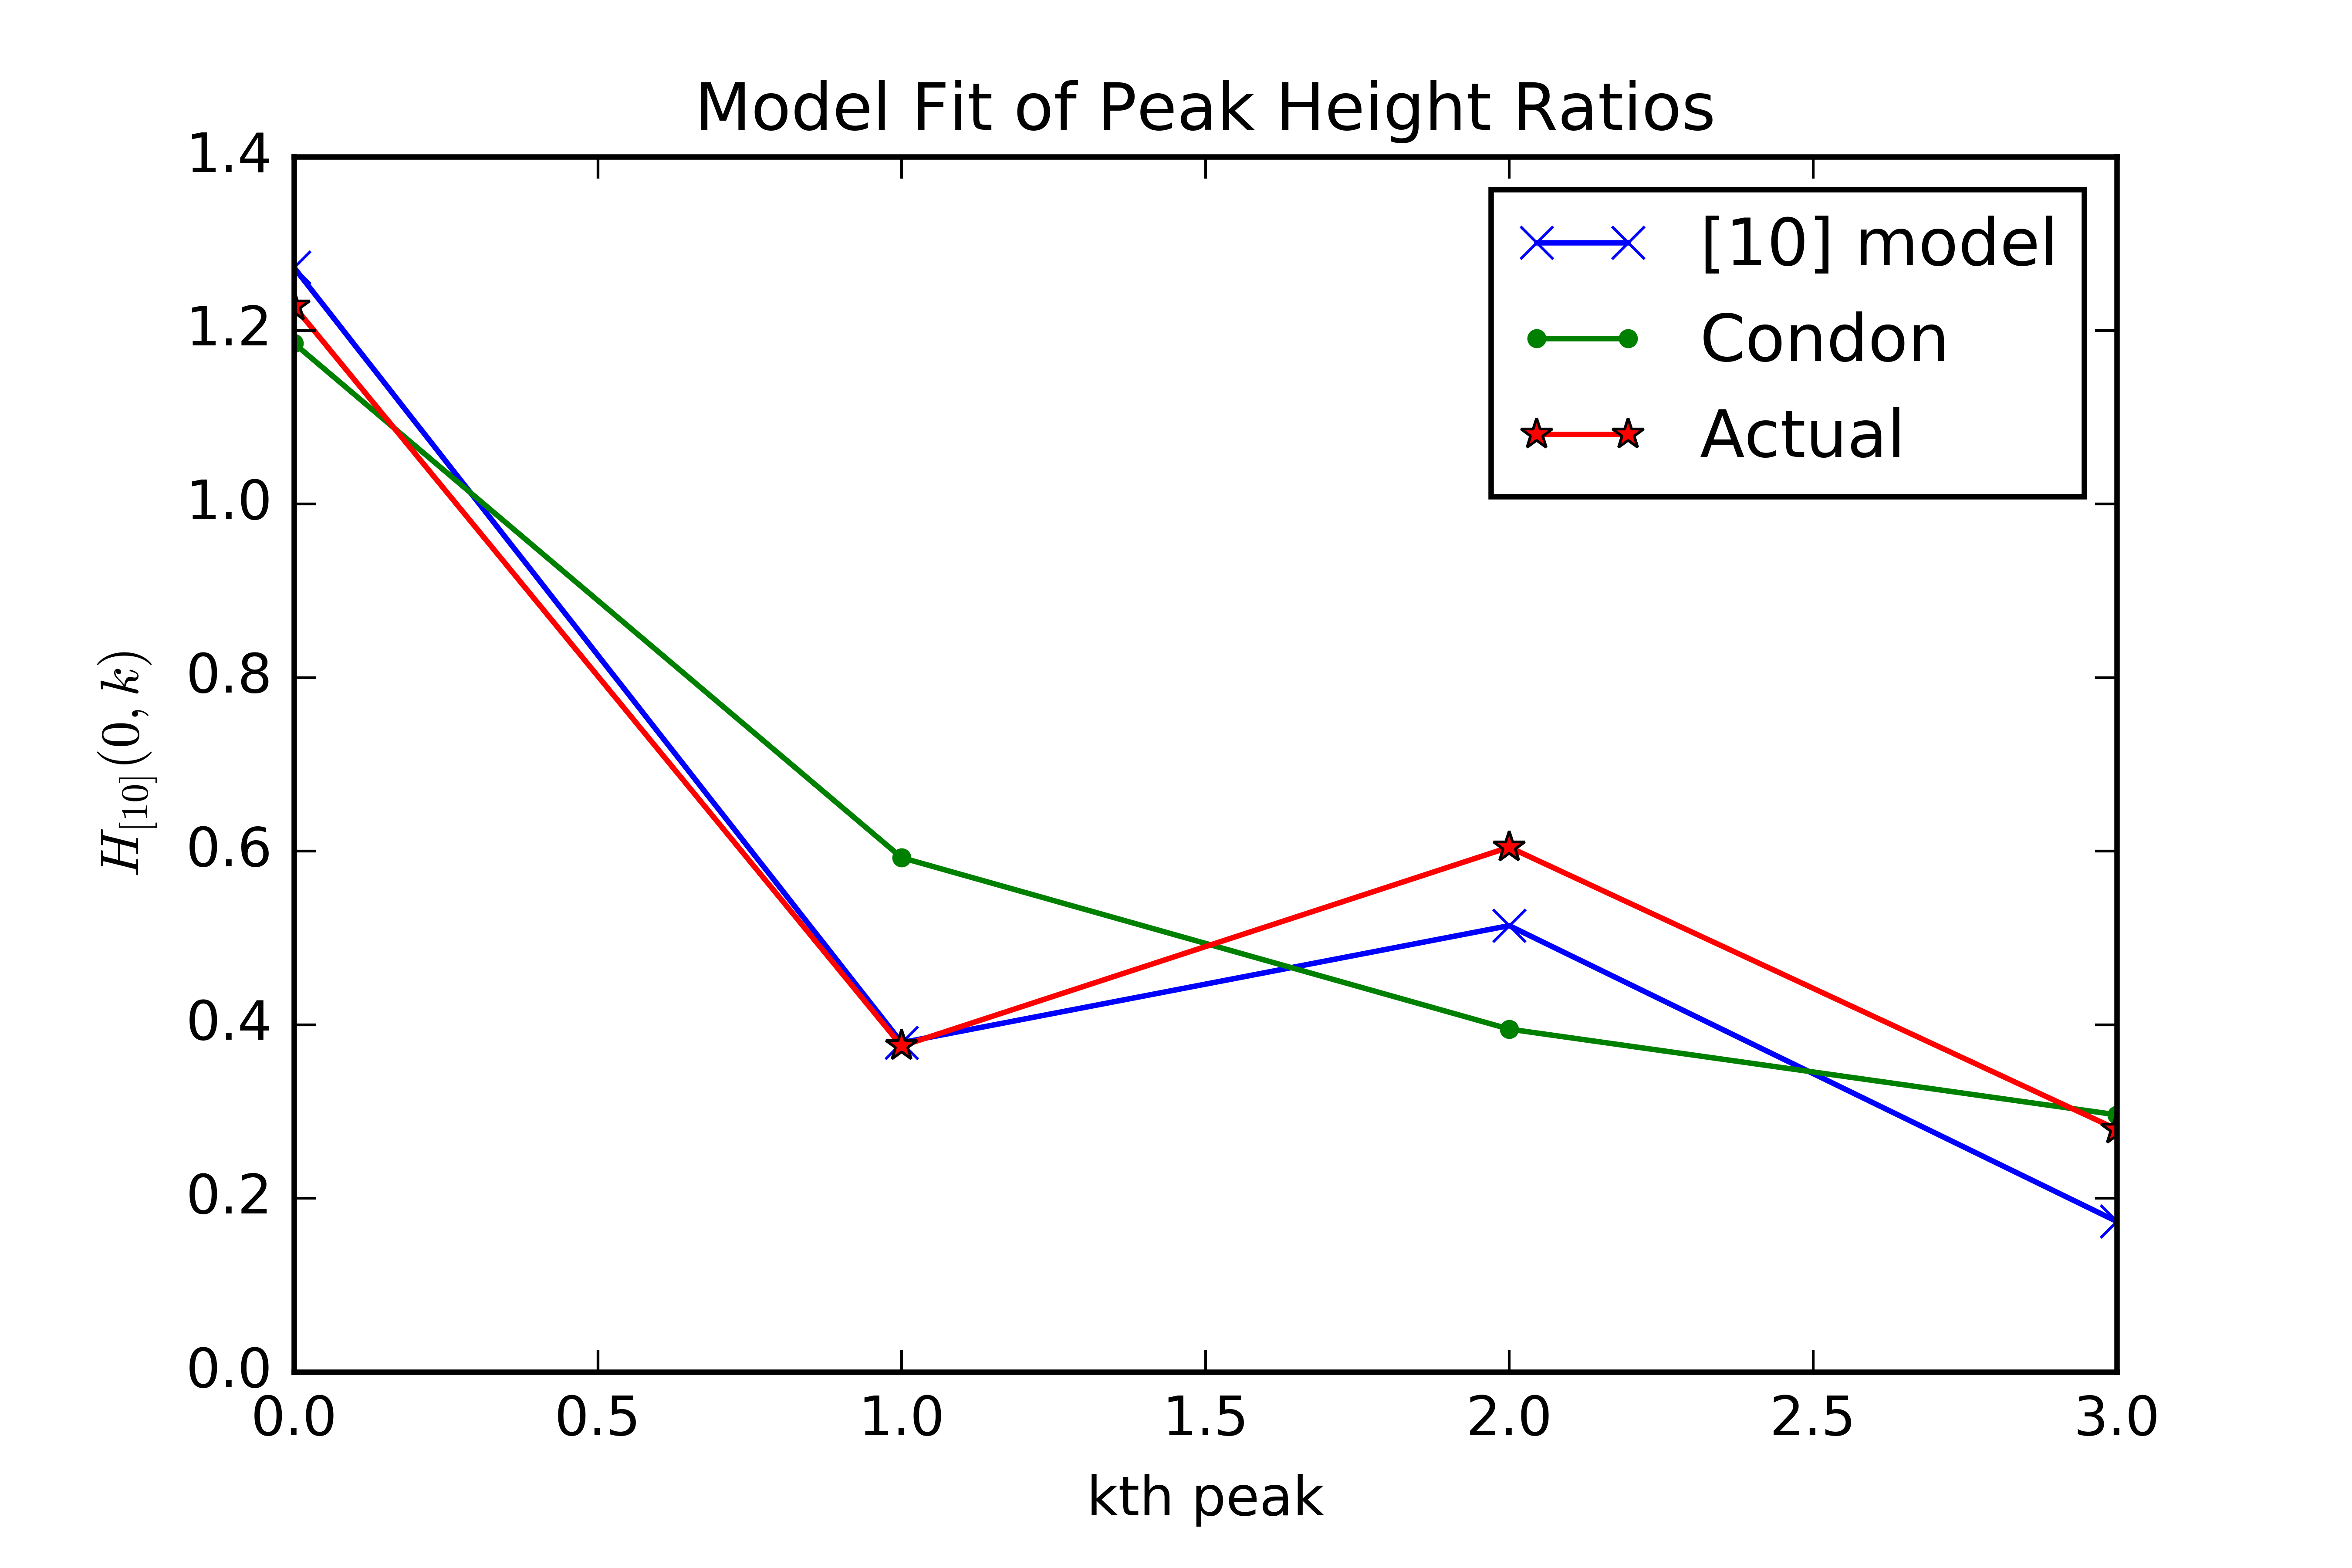 Model Fit of Peak Height Ratios
1.4
1.2
1.0
0.8
0.6
0.4
0.2
0.0
H[10](0, k)
[10] model
Condon
Actual
0.0 0.5 1.0 1.5 2.0 2.5 3.0
kth peak